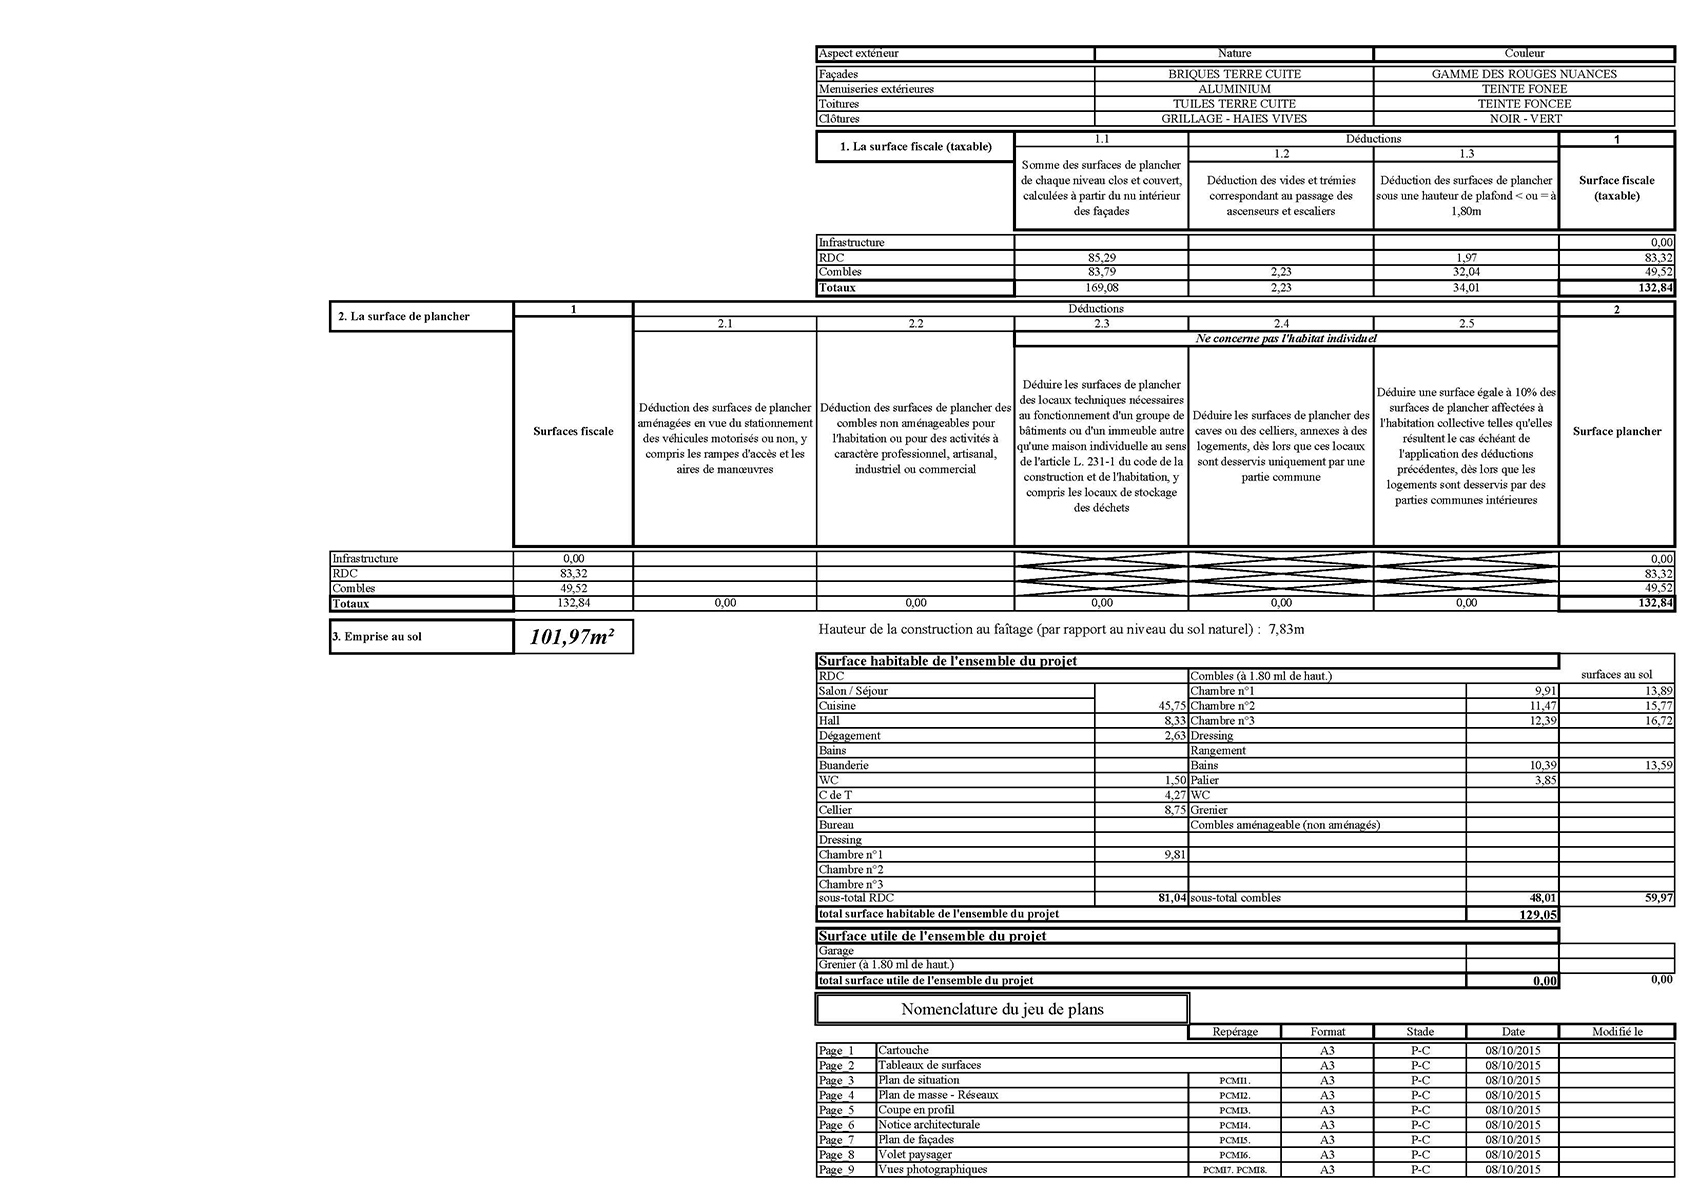 Aspect extérieur Nature Couleur
Façades BRIQUES TERRE CUITE GAMME DES ROUGES NUANCES
Menuiseries extérieures ALUMINIUM TEINTE FONEE
Toitures TUILES TERRE CUITE TEINTE FONCEE
Clôtures GRILLAGE - HAIES VIVES NOIR - VERT
1. La surface fiscale (taxable)
1.1 Déductions 1
1.2 1.3
Somme des surfaces de plancher
de chaque niveau clos et couvert,
calculées à partir du nu intérieur
des façades
Déduction des vides et trémies
correspondant au passage des
ascenseurs et escaliers
Déduction des surfaces de plancher
sous une hauteur de plafond < ou = à
1,80m
Surface fiscale
(taxable)
Infrastructure 0,00
RDC 85,29 1,97 83,32
Combles 83,79 2,23 32,04 49,52
Totaux 169,08 2,23 34,01 132,84
2. La surface de plancher
1 Déductions 2
2.1 2.2 2.3 2.4 2.5
Ne concerne pas l'habitat individuel
Surfaces fiscale
Déduction des surfaces de plancher
aménagées en vue du stationnement
des véhicules motorisés ou non, y
compris les rampes d'accès et les
aires de manœuvres
Déduction des surfaces de plancher des
combles non aménageables pour
l'habitation ou pour des activités à
caractère professionnel, artisanal,
industriel ou commercial
Déduire les surfaces de plancher
des locaux techniques nécessaires
au fonctionnement d'un groupe de
bâtiments ou d'un immeuble autre
qu'une maison individuelle au sens
de l'article L. 231-1 du code de la
construction et de l'habitation, y
compris les locaux de stockage
des déchets
Déduire les surfaces de plancher des
caves ou des celliers, annexes à des
logements, dès lors que ces locaux
sont desservis uniquement par une
partie commune
Déduire une surface égale à 10% des
surfaces de plancher affectées à
l'habitation collective telles qu'elles
résultent le cas échéant de
l'application des déductions
précédentes, dès lors que les
logements sont desservis par des
parties communes intérieures
Surface plancher
Infrastructure 0,00 0,00
RDC 83,32 83,32
Combles 49,52 49,52
Totaux 132,84 0,00 0,00 0,00 0,00 0,00 132,84
3. Emprise au sol 101,97m²
Hauteur de la construction au faîtage (par rapport au niveau du sol naturel) : 7,83m
Surface habitable de l'ensemble du projet
RDC Combles (à 1.80 ml de haut.) surfaces au sol
Salon / Séjour Chambre n°1 9,91 13,89
Cuisine 45,75 Chambre n°2 11,47 15,77
Hall 8,33 Chambre n°3 12,39 16,72
Dégagement 2,63 Dressing
Bains Rangement
Buanderie Bains 10,39 13,59
WC 1,50 Palier 3,85
C de T 4,27 WC
Cellier 8,75 Grenier
Bureau Combles aménageable (non aménagés)
Dressing
Chambre n°1 9,81
Chambre n°2
Chambre n°3
sous-total RDC 81,04 sous-total combles 48,01 59,97
total surface habitable de l'ensemble du projet 129,05
Surface utile de l'ensemble du projet
Garage
Grenier (à 1.80 ml de haut.)
total surface utile de l'ensemble du projet 0,00 0,00
Nomenclature du jeu de plans
Repérage Format Stade Date Modifié le
Page_1 Cartouche A3 P-C 08/10/2015
Page_2 Tableaux de surfaces A3 P-C 08/10/2015
Page_3 Plan de situation PCMI1. A3 P-C 08/10/2015
Page_4 Plan de masse - Réseaux PCMI2. A3 P-C 08/10/2015
Page_5 Coupe en profil PCMI3. A3 P-C 08/10/2015
Page_6 Notice architecturale PCMI4. A3 P-C 08/10/2015
Page_7 Plan de façades PCMI5. A3 P-C 08/10/2015
Page_8 Volet paysager PCMI6. A3 P-C 08/10/2015
Page_9 Vues photographiques PCMI7. PCMI8. A3 P-C 08/10/2015